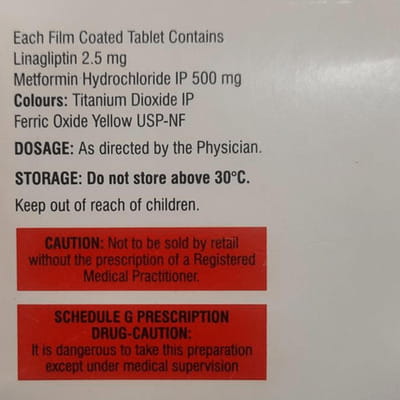 Each Film Coated Tablet Contains
Linagliptin 2.5 mg
Metformin Hydrochloride IP 500 mg
Colours: Titanium Dioxide IP
Ferric Oxide Yellow USP-NF
DOSAGE: As directed by the Physician.
STORAGE: Do not store above 30°C.
Keep out of reach of children.
CAUTION: Not to be sold by retail
without the prescription of a Registered
Medical Practitioner.
SCHEDULE G PRESCRIPTION
DRUG-CAUTION:
It is dangerous to take this preparation
except under medical supervision